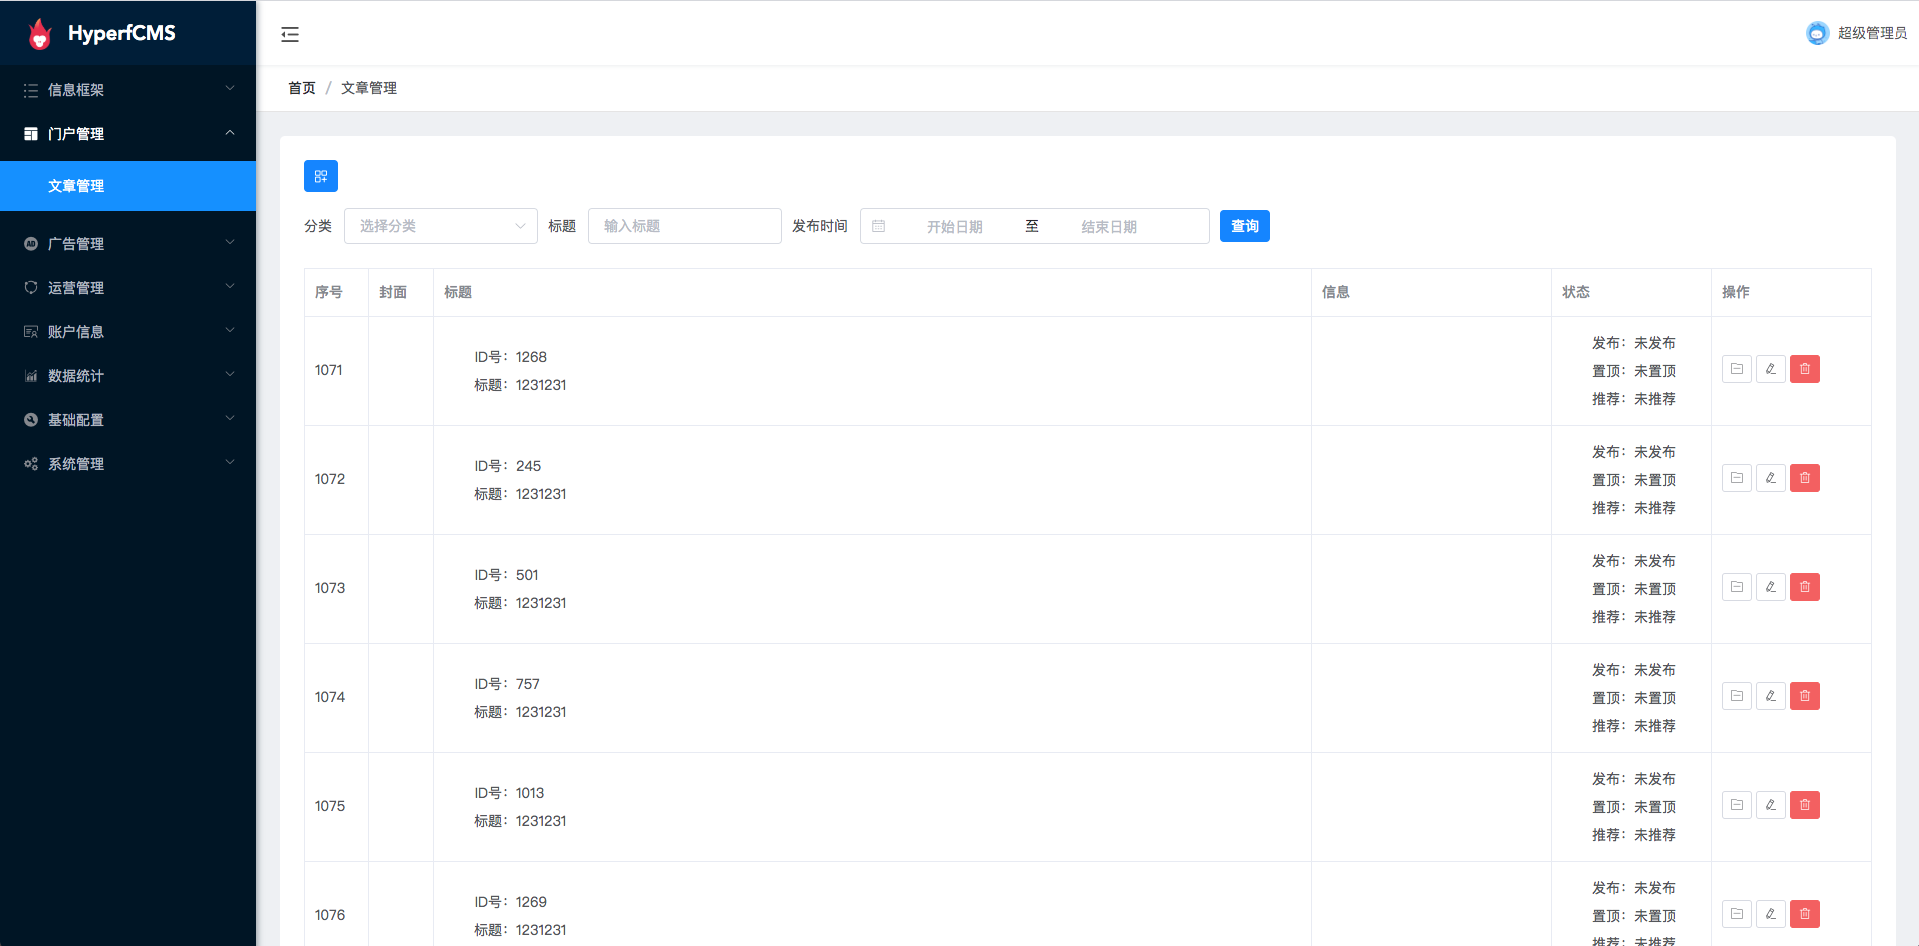 HyperfCMS
超级管理员
首页 / 文章管理
信息框架
门户管理
文章管理
广告管理
运营管理
账户信息
数据统计
基础配置
系统管理
分类 选择分类 标题 输入标题 发布时间 开始日期 至 结束日期 查询
序号 封面 标题 信息 状态 操作
1071
ID号：1268
标题：1231231
发布：未发布
置顶：未置顶
推荐：未推荐
1072
ID号：245
标题：1231231
发布：未发布
置顶：未置顶
推荐：未推荐
1073
ID号：501
标题：1231231
发布：未发布
置顶：未置顶
推荐：未推荐
1074
ID号：757
标题：1231231
发布：未发布
置顶：未置顶
推荐：未推荐
1075
ID号：1013
标题：1231231
发布：未发布
置顶：未置顶
推荐：未推荐
1076
ID号：1269
标题：1231231
发布：未发布
置顶：未置顶
推荐：未推荐